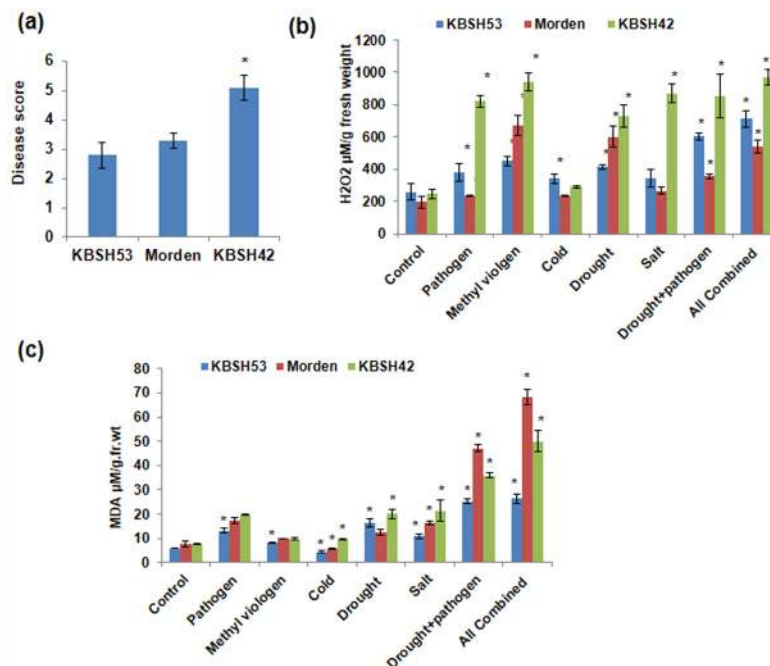 (a)
6
5
4
3
2
1
0
Disease score
*
KBSH53 Morden KBSH42
(b)
KBSH53 Morden KBSH42
1200
1000
800
600
400
200
0
H2O2 µM/g fresh weight
* * * * * * * * * * * * * * *
Control
Pathogen
Methyl violgen
Cold
Drought
Salt
Drought+pathogen
All Combined
(c)
KBSH53 Morden KBSH42
80
70
60
50
40
30
20
10
0
MDA µM/g.fr.wt
* * * * * * * * * * * * * * * *
Control
Pathogen
Methyl viologen
Cold
Drought
Salt
Drought+pathogen
All Combined